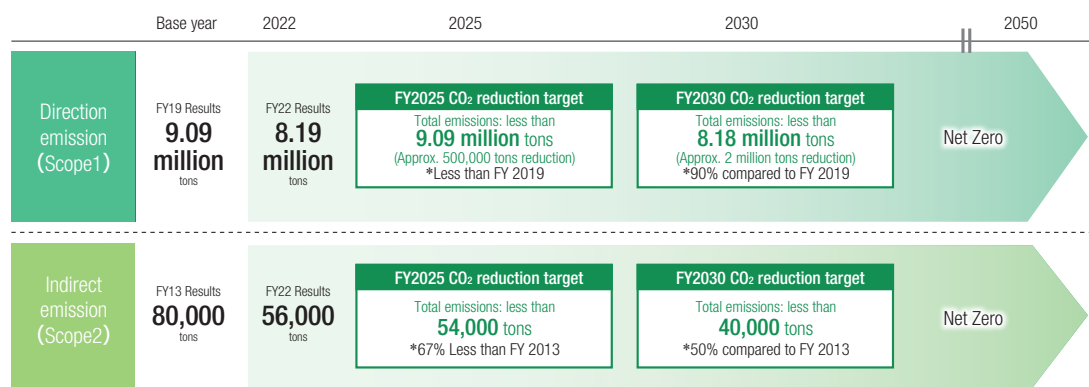 Base year
2022
2025
2030
2050
Direction
emission
(Scope1)
FY19 Results
9.09
million
tons
FY22 Results
8.19
million
tons
FY2025 CO₂ reduction target
Total emissions: less than
9.09 million tons
(Approx. 500,000 tons reduction)
*Less than FY 2019
FY2030 CO₂ reduction target
Total emissions: less than
8.18 million tons
(Approx. 2 million tons reduction)
*90% compared to FY 2019
Net Zero
Indirect
emission
(Scope2)
FY13 Results
80,000
tons
FY22 Results
56,000
tons
FY2025 CO₂ reduction target
Total emissions: less than
54,000 tons
*67% Less than FY 2013
FY2030 CO₂ reduction target
Total emissions: less than
40,000 tons
*50% compared to FY 2013
Net Zero